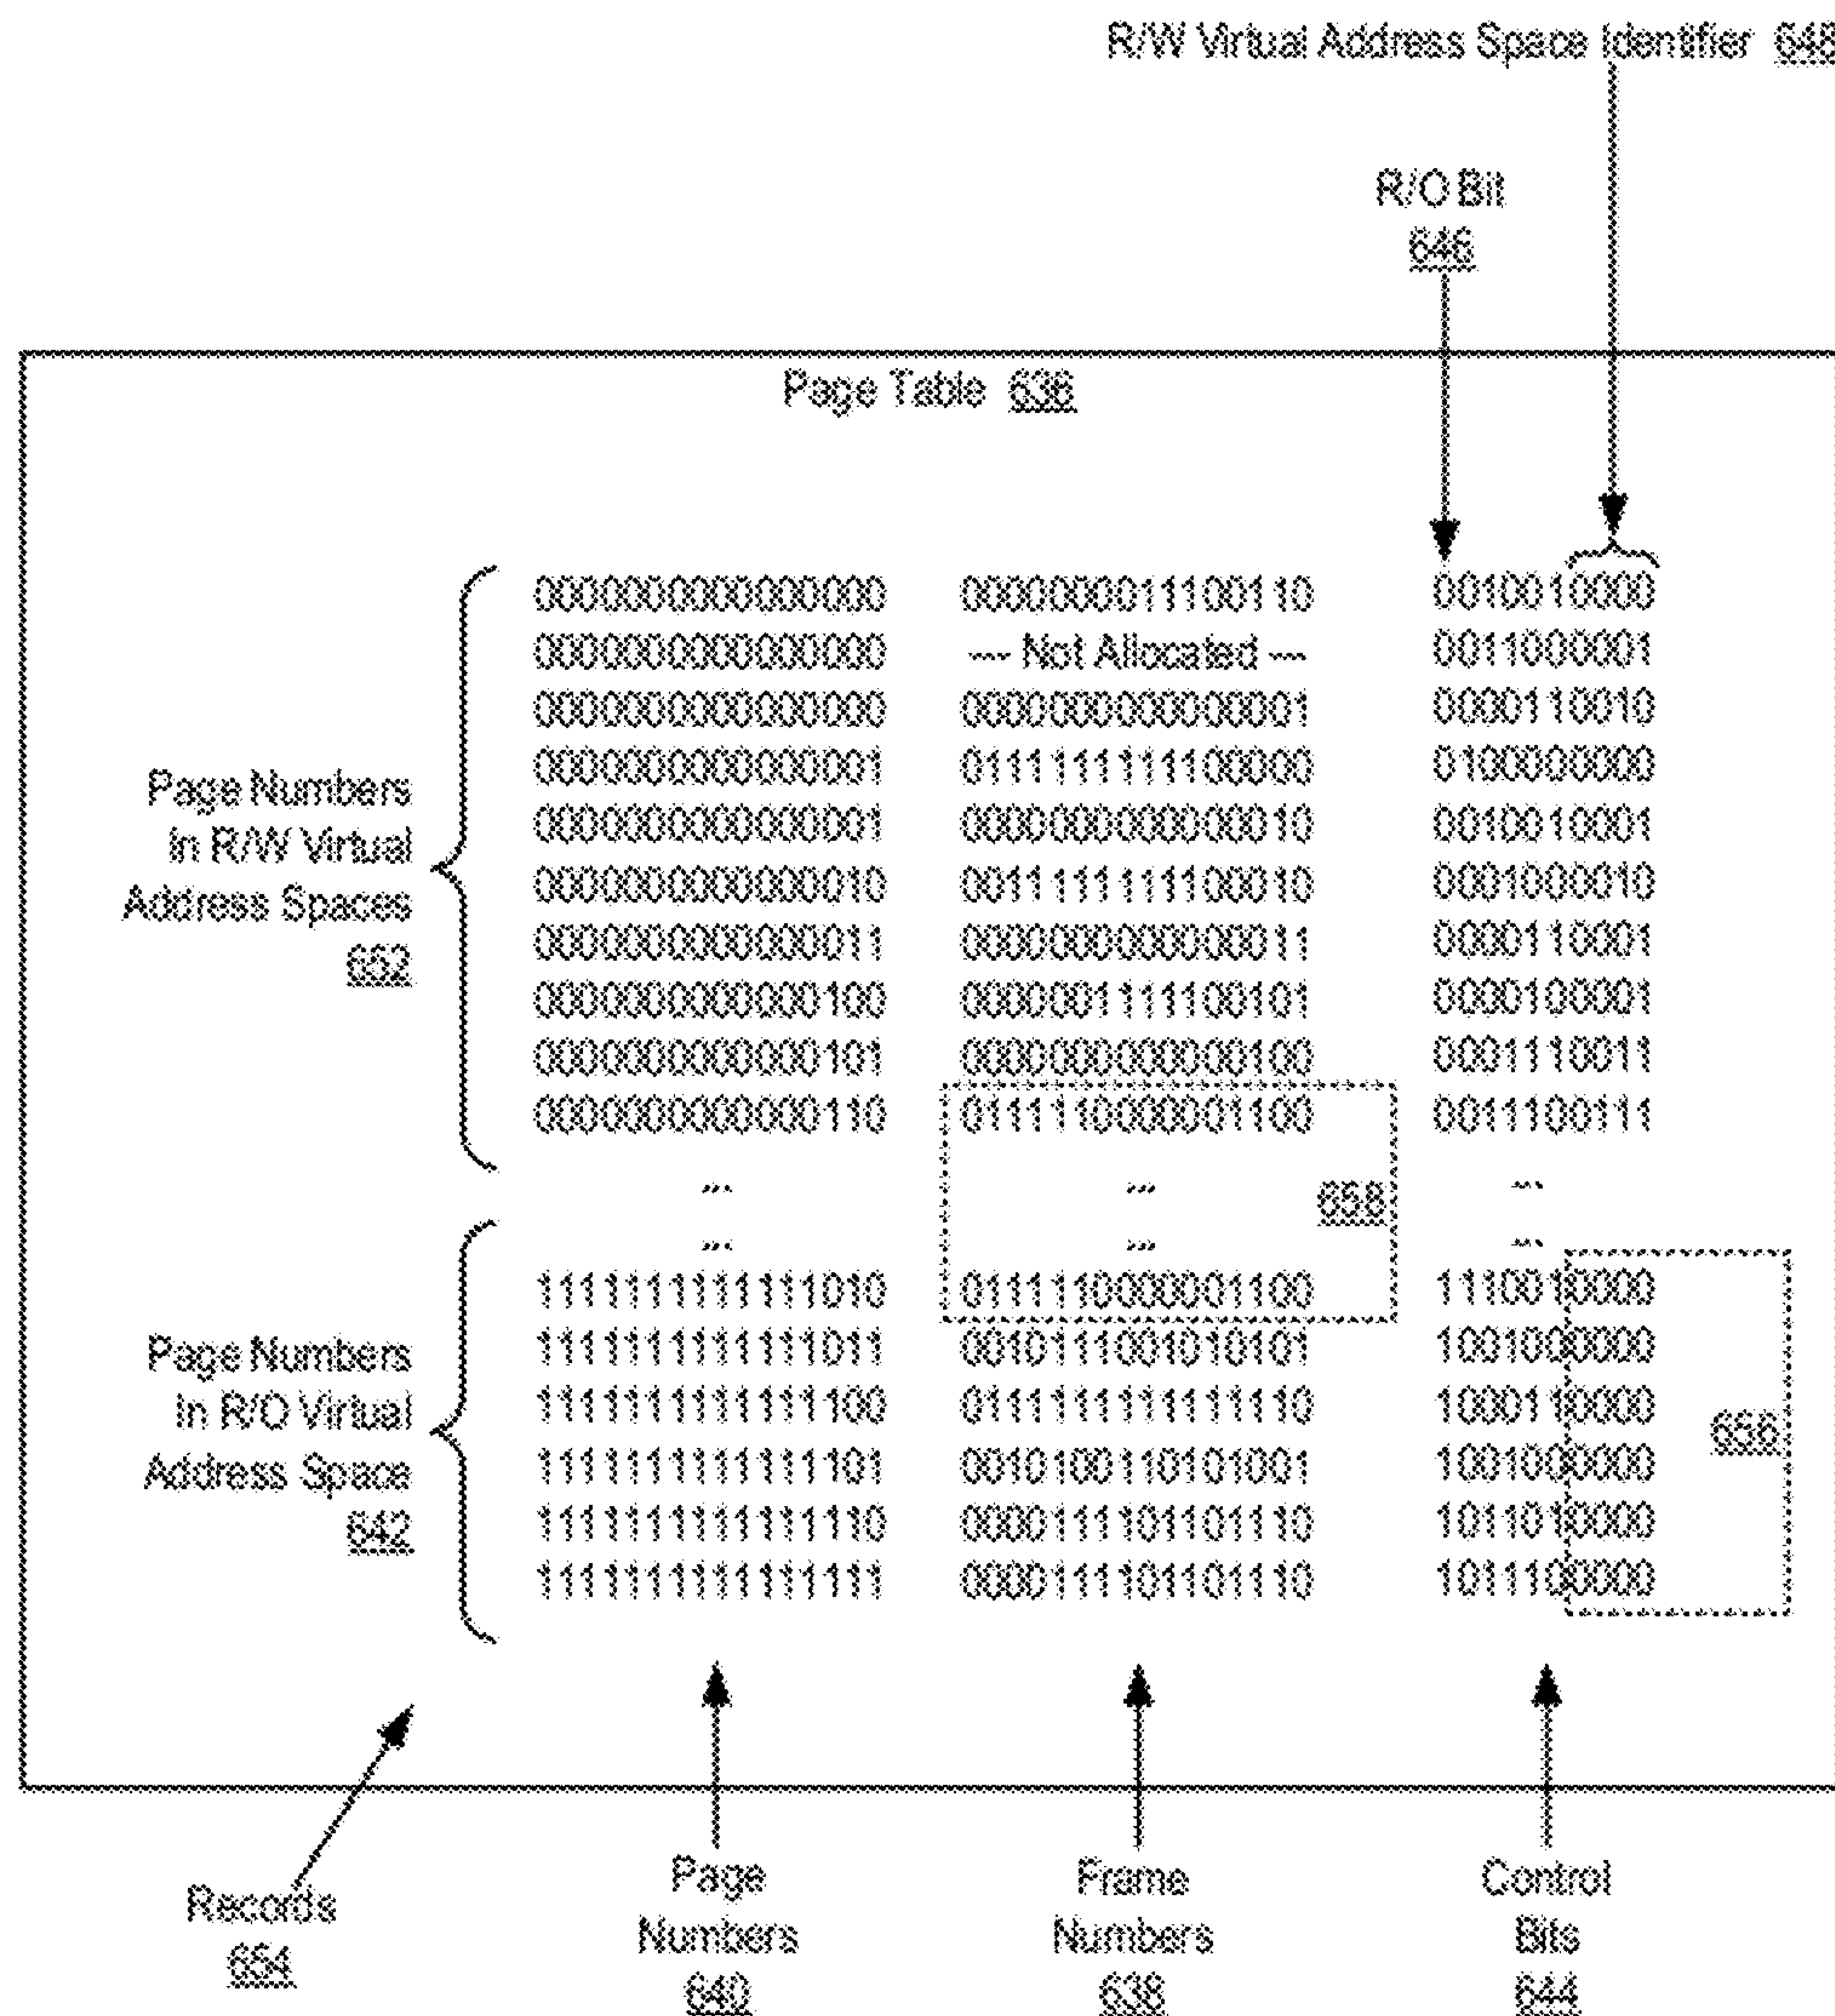 R/W Virtual Address Space Identifier 648
R/O Bit
646
Page Table 636
0000000000000000 0000000011100110 0010010000
0000000000000000 --- Not Allocated --- 0011000001
0000000000000000 0000000000000001 0000110010
0000000000000001 0111111111100000 0100000000
0000000000000001 0000000000000010 0010010001
0000000000000010 0011111111100010 0001000010
0000000000000011 0000000000000011 0000110001
0000000000000100 0000001111100101 0000100001
0000000000000101 0000000000000100 0001110011
0000000000000110 0111110000001100 0011100111
Page Numbers
In R/W Virtual
Address Spaces
652
... ... ...
658
... ... ...
1111111111111010 0111110000001100 1110010000
1111111111111011 0010111001010101 1001000000
1111111111111100 0111111111111110 1000110000
1111111111111101 0010100110101001 1001000000
1111111111111110 0000111101101110 1011010000
1111111111111111 0000111101101110 1011100000
Page Numbers
In R/O Virtual
Address Space
642
656
Records
654
Page
Numbers
640
Frame
Numbers
638
Control
Bits
644